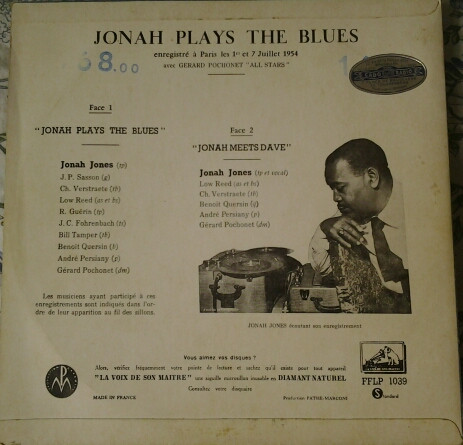 JONAH PLAYS THE BLUES
enregistré à Paris les 1er et 7 Juillet 1954
avec GERARD POCHONET "ALL STARS"
68.00
Face 1
"JONAH PLAYS THE BLUES"
Jonah Jones (tp)
J.P. Sasson (g)
Ch. Verstraete (tb)
Low Reed (as et bs)
R. Guérin (tp)
J.C. Fohrenbach (ts)
Bill Tamper (tb)
Benoit Quersin (b)
André Persiany (p)
Gérard Pochonet (dm)
Les musiciens ayant participé à ces
enregistrements sont indiqués dans l'or-
dre de leur apparition au fil des sillons.
Face 2
"JONAH MEETS DAVE"
Jonah Jones (tp et vocal)
Low Reed (as et bs)
Ch. Verstraete (tb)
Benoit Quersin (b)
André Persiany (p)
Gérard Pochonet (dm)
JONAH JONES écoutant son enregistrement
Vous aimez vos disques ?
Alors, vérifiez fréquemment votre pointe de lecture et sachez qu'il existe pour tout appareil
"LA VOIX DE SON MAITRE" une aiguille microsillon inusable en DIAMANT NATUREL
Consultez votre disquaire
MADE IN FRANCE
Production PATHÉ-MARCONI
FFLP 1039
S Standard